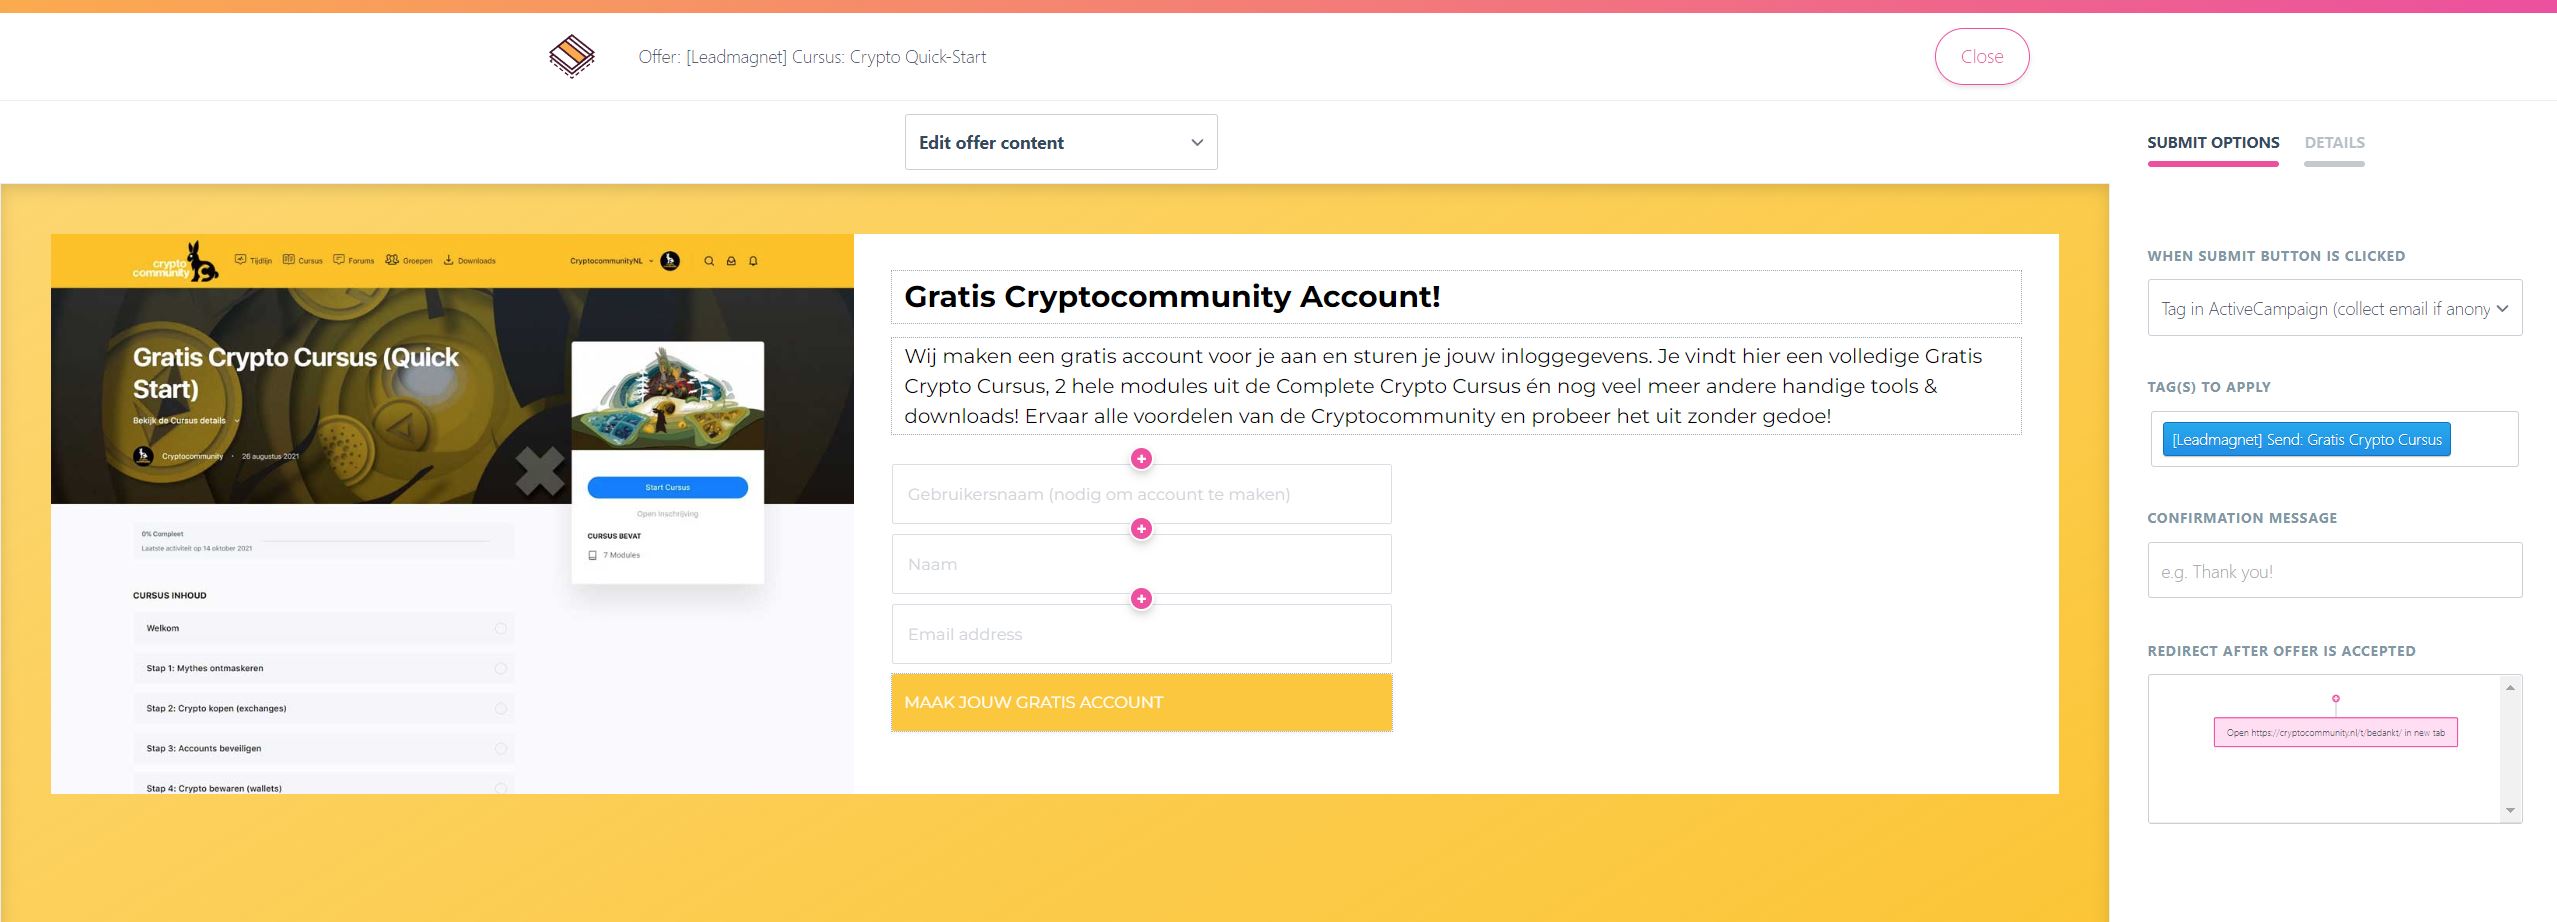 Offer: [Leadmagnet] Cursus: Crypto Quick-Start
Close
Edit offer content
SUBMIT OPTIONS
DETAILS
crypto
community
Tijdlijn
Cursus
Forums
Groepen
Downloads
CryptocommunityNL
Gratis Crypto Cursus (Quick
Start)
Bekijk de Cursus details
Cryptocommunity · 26 augustus 2021
Start Cursus
Open Inschrijving
CURSUS BEVAT
7 Modules
0% Compleet
Laatste activiteit op 14 oktober 2021
CURSUS INHOUD
Welkom
Stap 1: Mythes ontmaskeren
Stap 2: Crypto kopen (exchanges)
Stap 3: Accounts beveiligen
Stap 4: Crypto bewaren (wallets)
Gratis Cryptocommunity Account!
Wij maken een gratis account voor je aan en sturen je jouw inloggegevens. Je vindt hier een volledige Gratis
Crypto Cursus, 2 hele modules uit de Complete Crypto Cursus én nog veel meer andere handige tools &
downloads! Ervaar alle voordelen van de Cryptocommunity en probeer het uit zonder gedoe!
Gebruikersnaam (nodig om account te maken)
Naam
Email address
MAAK JOUW GRATIS ACCOUNT
WHEN SUBMIT BUTTON IS CLICKED
Tag in ActiveCampaign (collect email if anony
TAG(S) TO APPLY
[Leadmagnet] Send: Gratis Crypto Cursus
CONFIRMATION MESSAGE
e.g. Thank you!
REDIRECT AFTER OFFER IS ACCEPTED
Open https://cryptocommunity.nl/t/bedankt/ in new tab